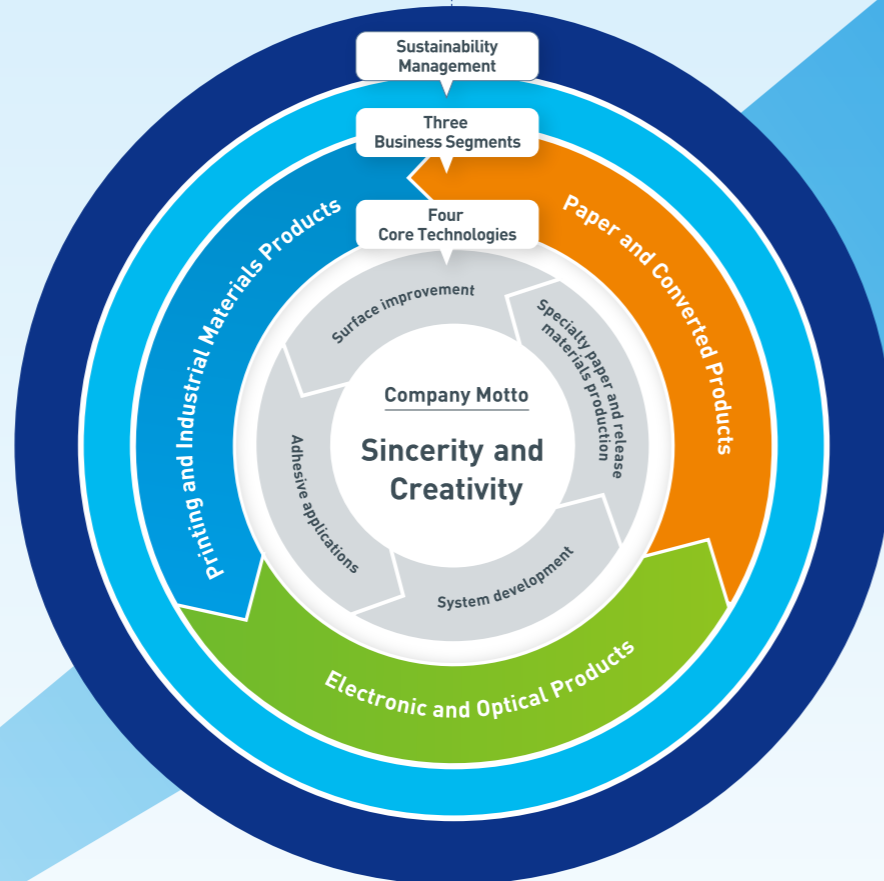 Sustainability
Management
Three
Business Segments
Four
Core Technologies
Printing and Industrial Materials Products
Paper and Converted Products
Electronic and Optical Products
Surface improvement
Specialty paper and release
materials production
Adhesive applications
System development
Company Motto
Sincerity and
Creativity